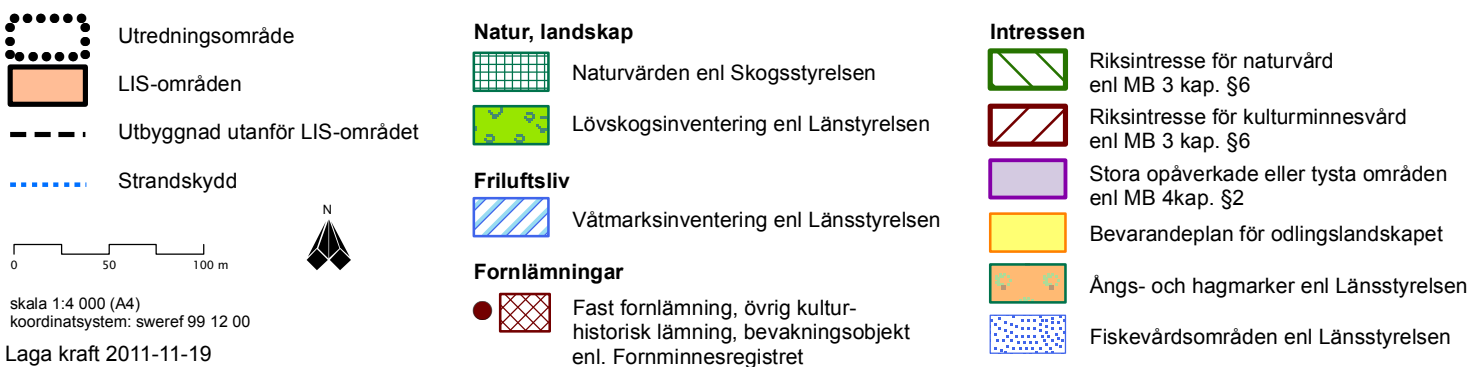 Utredningsområde
LIS-områden
Utbyggnad utanför LIS-området
Strandskydd
N
0 50 100 m
skala 1:4 000 (A4)
koordinatsystem: sweref 99 12 00
Laga kraft 2011-11-19
Natur, landskap
Naturvärden enl Skogsstyrelsen
Lövskogsinventering enl Länstyrelsen
Friluftsliv
Våtmarksinventering enl Länsstyrelsen
Fornlämningar
Fast fornlämning, övrig kultur-
historisk lämning, bevakningsobjekt
enl. Fornminnesregistret
Intressen
Riksintresse för naturvård
enl MB 3 kap. §6
Riksintresse för kulturminnesvård
enl MB 3 kap. §6
Stora opåverkade eller tysta områden
enl MB 4kap. §2
Bevarandeplan för odlingslandskapet
Ångs- och hagmarker enl Länsstyrelsen
Fiskevårdsområden enl Länsstyrelsen